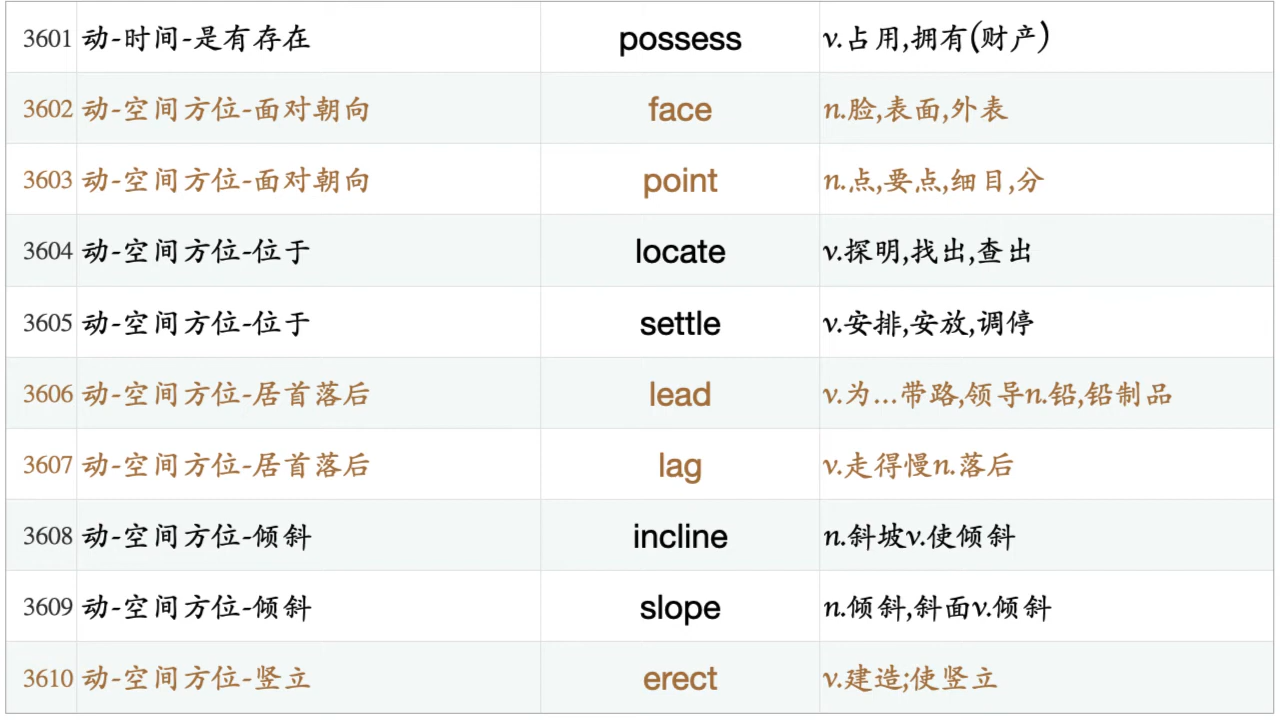 3601 动-时间-是有存在 possess v.占用,拥有(财产)
3602 动-空间方位-面对朝向 face n.脸,表面,外表
3603 动-空间方位-面对朝向 point n.点,要点,细目,分
3604 动-空间方位-位于 locate v.探明,找出,查出
3605 动-空间方位-位于 settle v.安排,安放,调停
3606 动-空间方位-居首落后 lead v.为...带路,领导n.铅,铅制品
3607 动-空间方位-居首落后 lag v.走得慢n.落后
3608 动-空间方位-倾斜 incline n.斜坡v.使倾斜
3609 动-空间方位-倾斜 slope n.倾斜,斜面v.倾斜
3610 动-空间方位-竖立 erect v.建造;使竖立